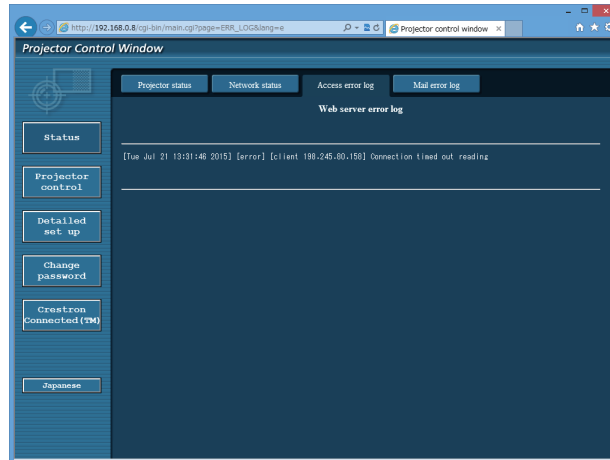 http://192.168.0.8/cgi-bin/main.cgi?page=ERR_LOG&lang=e
Projector control window
Projector Control Window
Projector status
Network status
Access error log
Mail error log
Web server error log
Status
[Tue Jul 21 13:31:46 2015] [error] [client 198.245.80.158] Connection timed out reading
Projector
control
Detailed
set up
Change
password
Crestron
Connected(TM)
Japanese